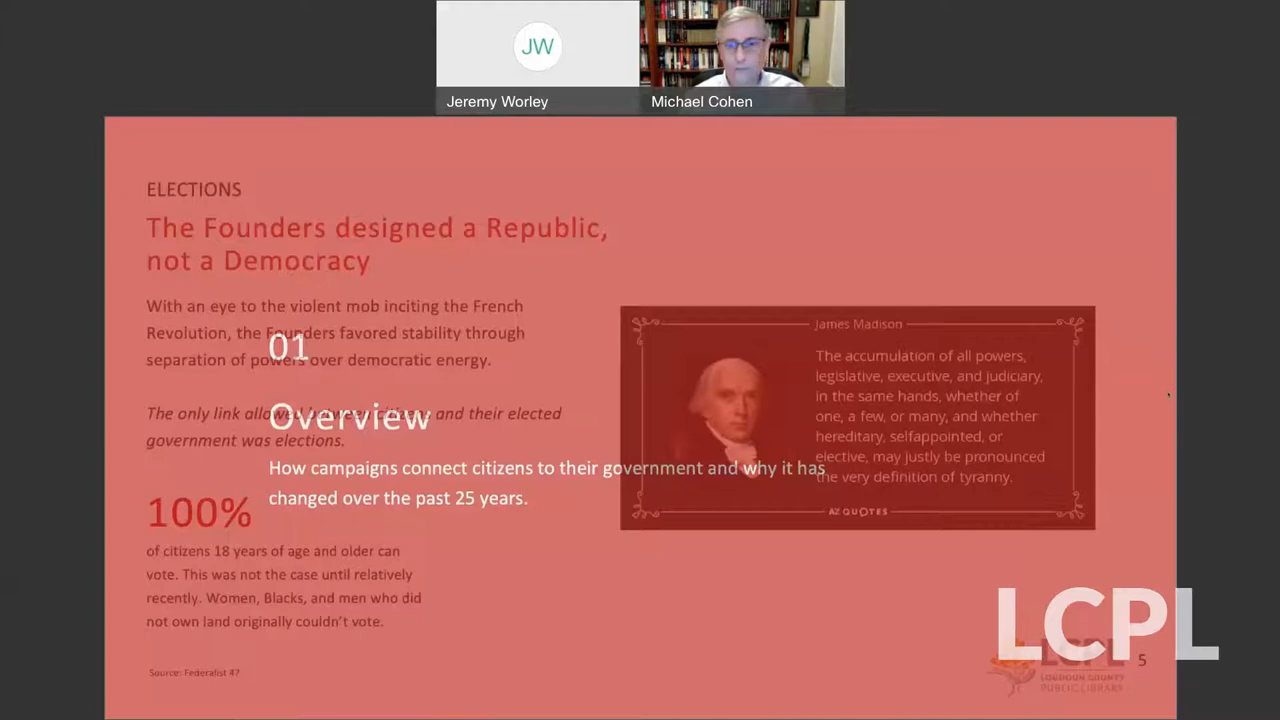 JW
Jeremy Worley
Michael Cohen
ELECTIONS
The Founders designed a Republic,
not a Democracy
With an eye to the violent mob inciting the French
Revolution, the Founders favored stability through
separation of powers over democratic energy.
The only link allowed between citizens and their elected
government was elections.
100%
of citizens 18 years of age and older can
vote. This was not the case until relatively
recently. Women, Blacks, and men who did
not own land originally couldn't vote.
Source: Federalist 47
01
Overview
How campaigns connect citizens to their government and why it has
changed over the past 25 years.
James Madison
The accumulation of all powers,
legislative, executive, and judiciary,
in the same hands, whether of
one, a few, or many, and whether
hereditary, selfappointed, or
elective, may justly be pronounced
the very definition of tyranny.
AZ QUOTES
LCPL
LCPL
LOUDOUN COUNTY
PUBLIC LIBRARY
5